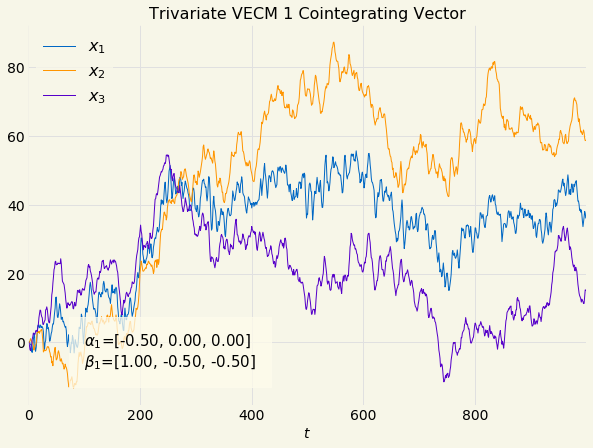 Trivariate VECM 1 Cointegrating Vector
x₁
x₂
x₃
80
60
40
20
0
α₁=[-0.50, 0.00, 0.00]
β₁=[1.00, -0.50, -0.50]
0 200 400 600 800
t